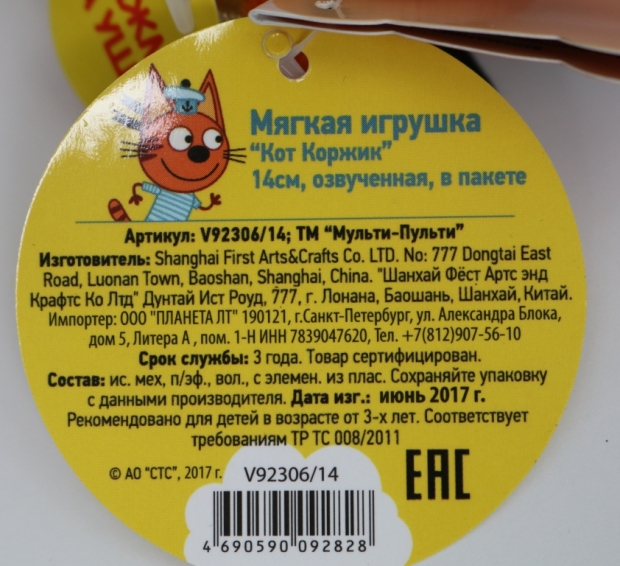 Мягкая игрушка
"Кот Коржик"
14см, озвученная, в пакете
Артикул: V92306/14; ТМ "Мульти-Пульти"
Изготовитель: Shanghai First Arts&Crafts Co. LTD. No: 777 Dongtai East
Road, Luonan Town, Baoshan, Shanghai, China. "Шанхай Фёст Артс энд
Крафтс Ко Лтд" Дунтай Ист Роуд, 777, г. Лонана, Баошань, Шанхай, Китай.
Импортер: ООО "ПЛАНЕТА ЛТ" 190121, г.Санкт-Петербург, ул. Александра Блока,
дом 5, Литера А , пом. 1-Н ИНН 7839047620, Тел. +7(812)907-56-10
Срок службы: 3 года. Товар сертифицирован.
Состав: ис. мех, п/эф., вол., с элемен. из плас. Сохраняйте упаковку
с данными производителя. Дата изг.: июнь 2017 г.
Рекомендовано для детей в возрасте от 3-х лет. Соответствует
требованиям ТР ТС 008/2011
© АО "СТС", 2017 г.
V92306/14
ЕАС
4 690590 092828